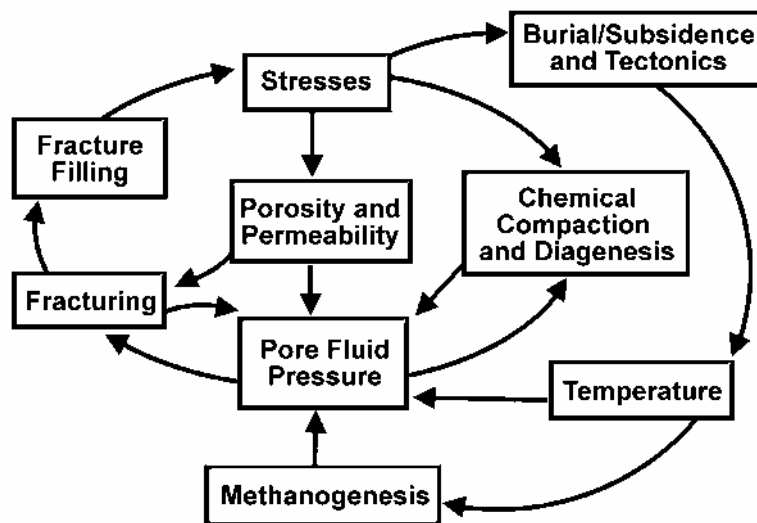 Burial/Subsidence
and Tectonics
Stresses
Fracture
Filling
Porosity and
Permeability
Chemical
Compaction
and Diagenesis
Fracturing
Pore Fluid
Pressure
Temperature
Methanogenesis